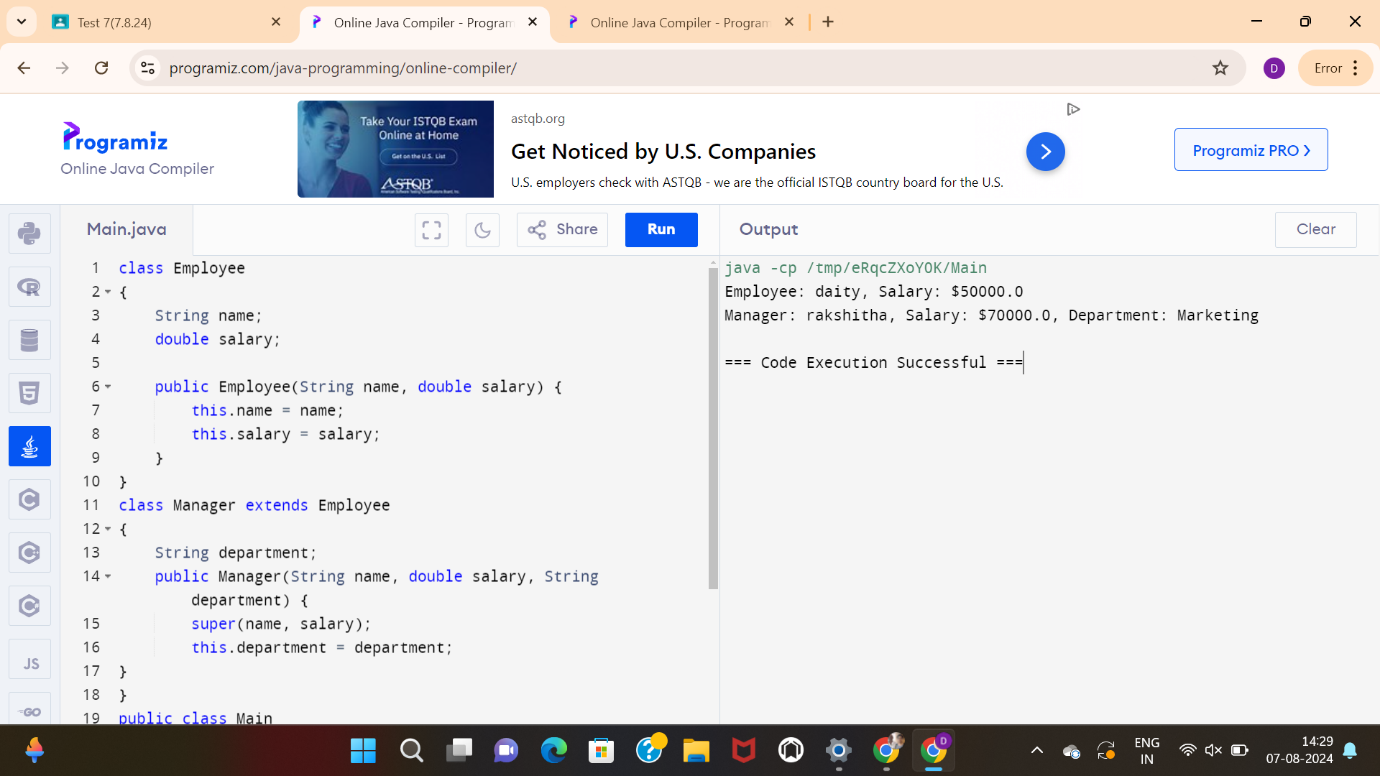 Test 7(7.8.24)
Online Java Compiler - Program
Online Java Compiler - Program
programiz.com/java-programming/online-compiler/
D
Error
Programiz
Online Java Compiler
Take Your ISTQB Exam
Online at Home
Get on the U.S. List
ASTQB
astqb.org
Get Noticed by U.S. Companies
U.S. employers check with ASTQB - we are the official ISTQB country board for the U.S.
Programiz PRO
Main.java
Share
Run
Output
Clear
1 class Employee
2 {
3 String name;
4 double salary;
5
6 public Employee(String name, double salary) {
7 this.name = name;
8 this.salary = salary;
9 }
10 }
11 class Manager extends Employee
12 {
13 String department;
14 public Manager(String name, double salary, String
department) {
15 super(name, salary);
16 this.department = department;
17 }
18 }
19 public class Main
java -cp /tmp/eRqcZXoYOK/Main
Employee: daity, Salary: $50000.0
Manager: rakshitha, Salary: $70000.0, Department: Marketing
=== Code Execution Successful ===
JS
GO
ENG
IN
14:29
07-08-2024